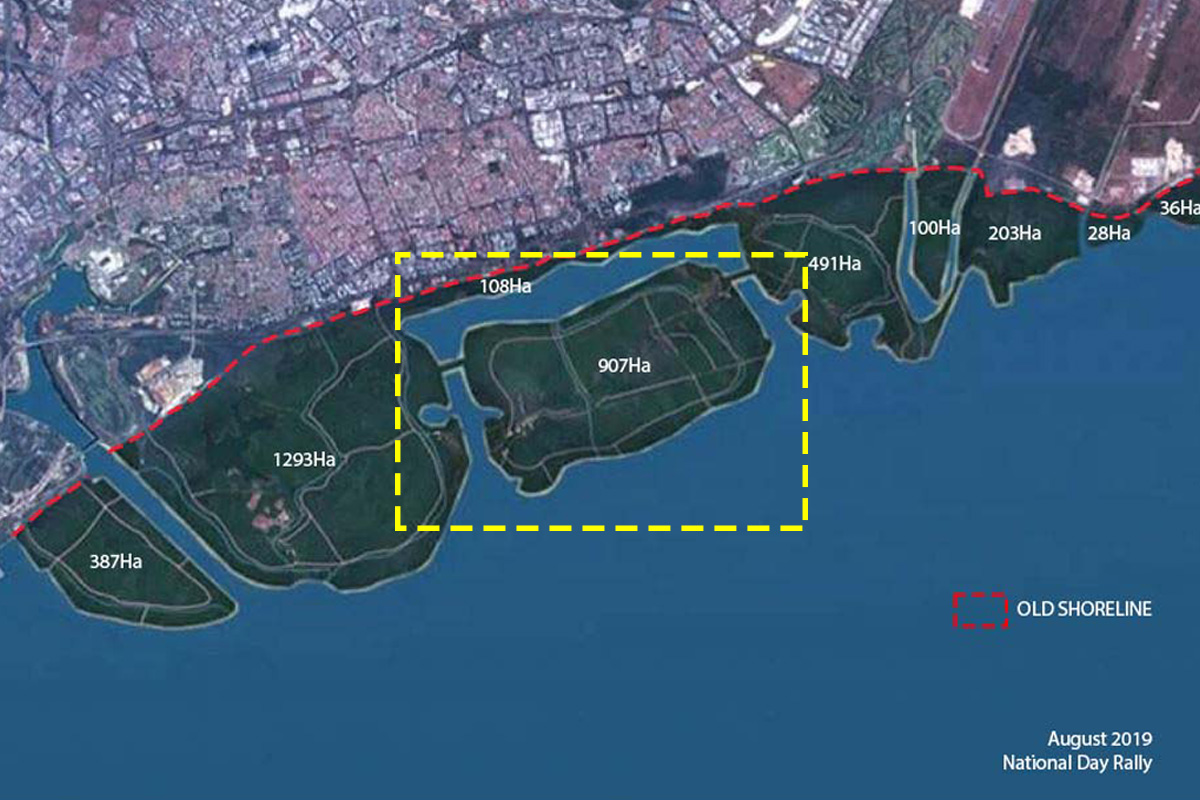 36Ha
100Ha
203Ha
28Ha
491Ha
108Ha
907Ha
1293Ha
387Ha
OLD SHORELINE
August 2019
National Day Rally